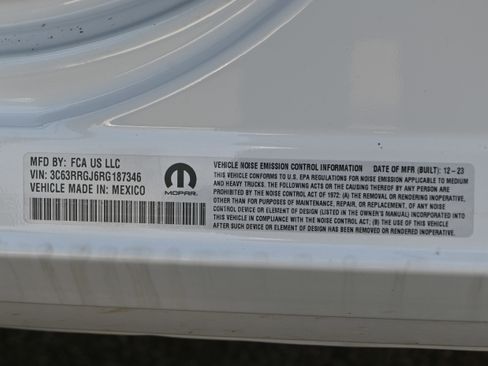 MFD BY: FCA US LLC
VIN: 3C63RRGJ6RG187346
VEHICLE MADE IN: MEXICO
MOPAR
VEHICLE NOISE EMISSION CONTROL INFORMATION DATE OF MFR (BUILT): 12-23
THIS VEHICLE CONFORMS TO U.S. EPA REGULATIONS FOR NOISE EMISSION APPLICABLE TO MEDIUM
AND HEAVY TRUCKS. THE FOLLOWING ACTS OR THE CAUSING THEREOF BY ANY PERSON ARE
PROHIBITED BY THE NOISE CONTROL ACT OF 1972: (A) THE REMOVAL OR RENDERING INOPERATIVE,
OTHER THAN FOR PURPOSES OF MAINTENANCE, REPAIR, OR REPLACEMENT, OF ANY NOISE
CONTROL DEVICE OR ELEMENT OF DESIGN (LISTED IN THE OWNER'S MANUAL) INCORPORATED INTO
THIS VEHICLE IN COMPLIANCE WITH THE NOISE CONTROL ACT; (B) THE USE OF THIS VEHICLE
AFTER SUCH DEVICE OR ELEMENT OF DESIGN HAS BEEN REMOVED OR RENDERED INOPERATIVE.